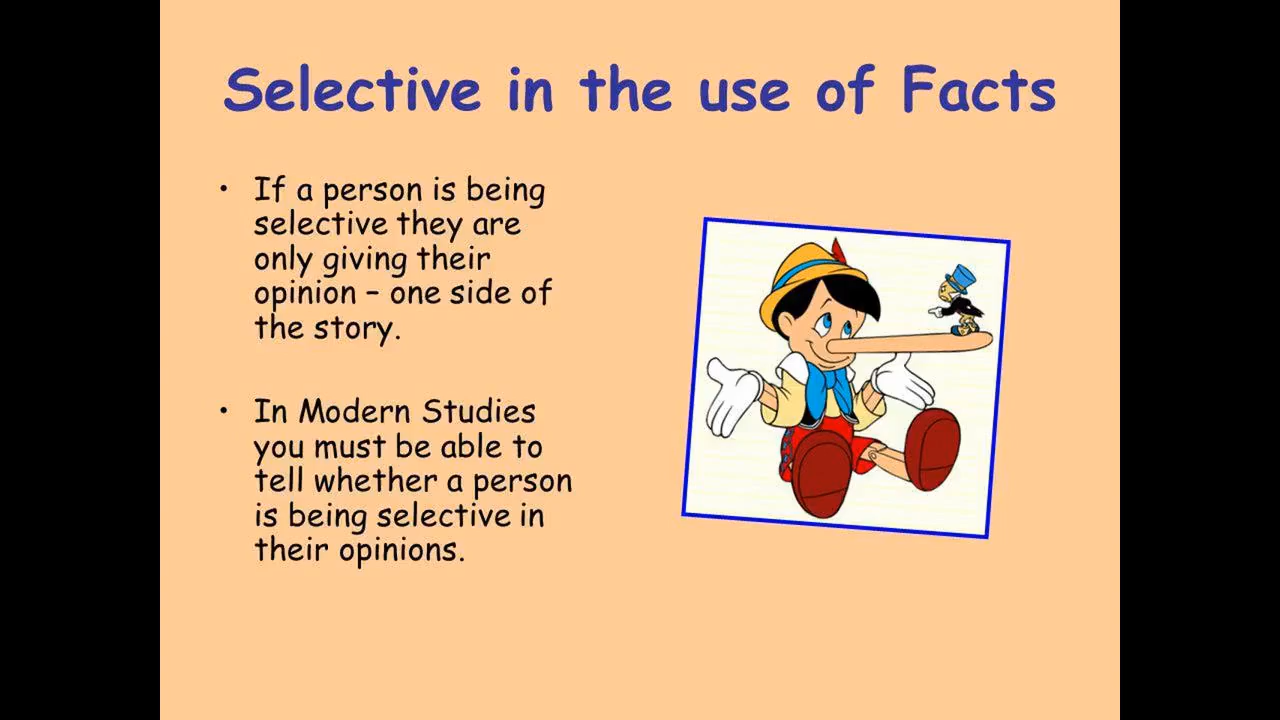 Selective in the use of Facts
• If a person is being
selective they are
only giving their
opinion – one side of
the story.
• In Modern Studies
you must be able to
tell whether a person
is being selective in
their opinions.